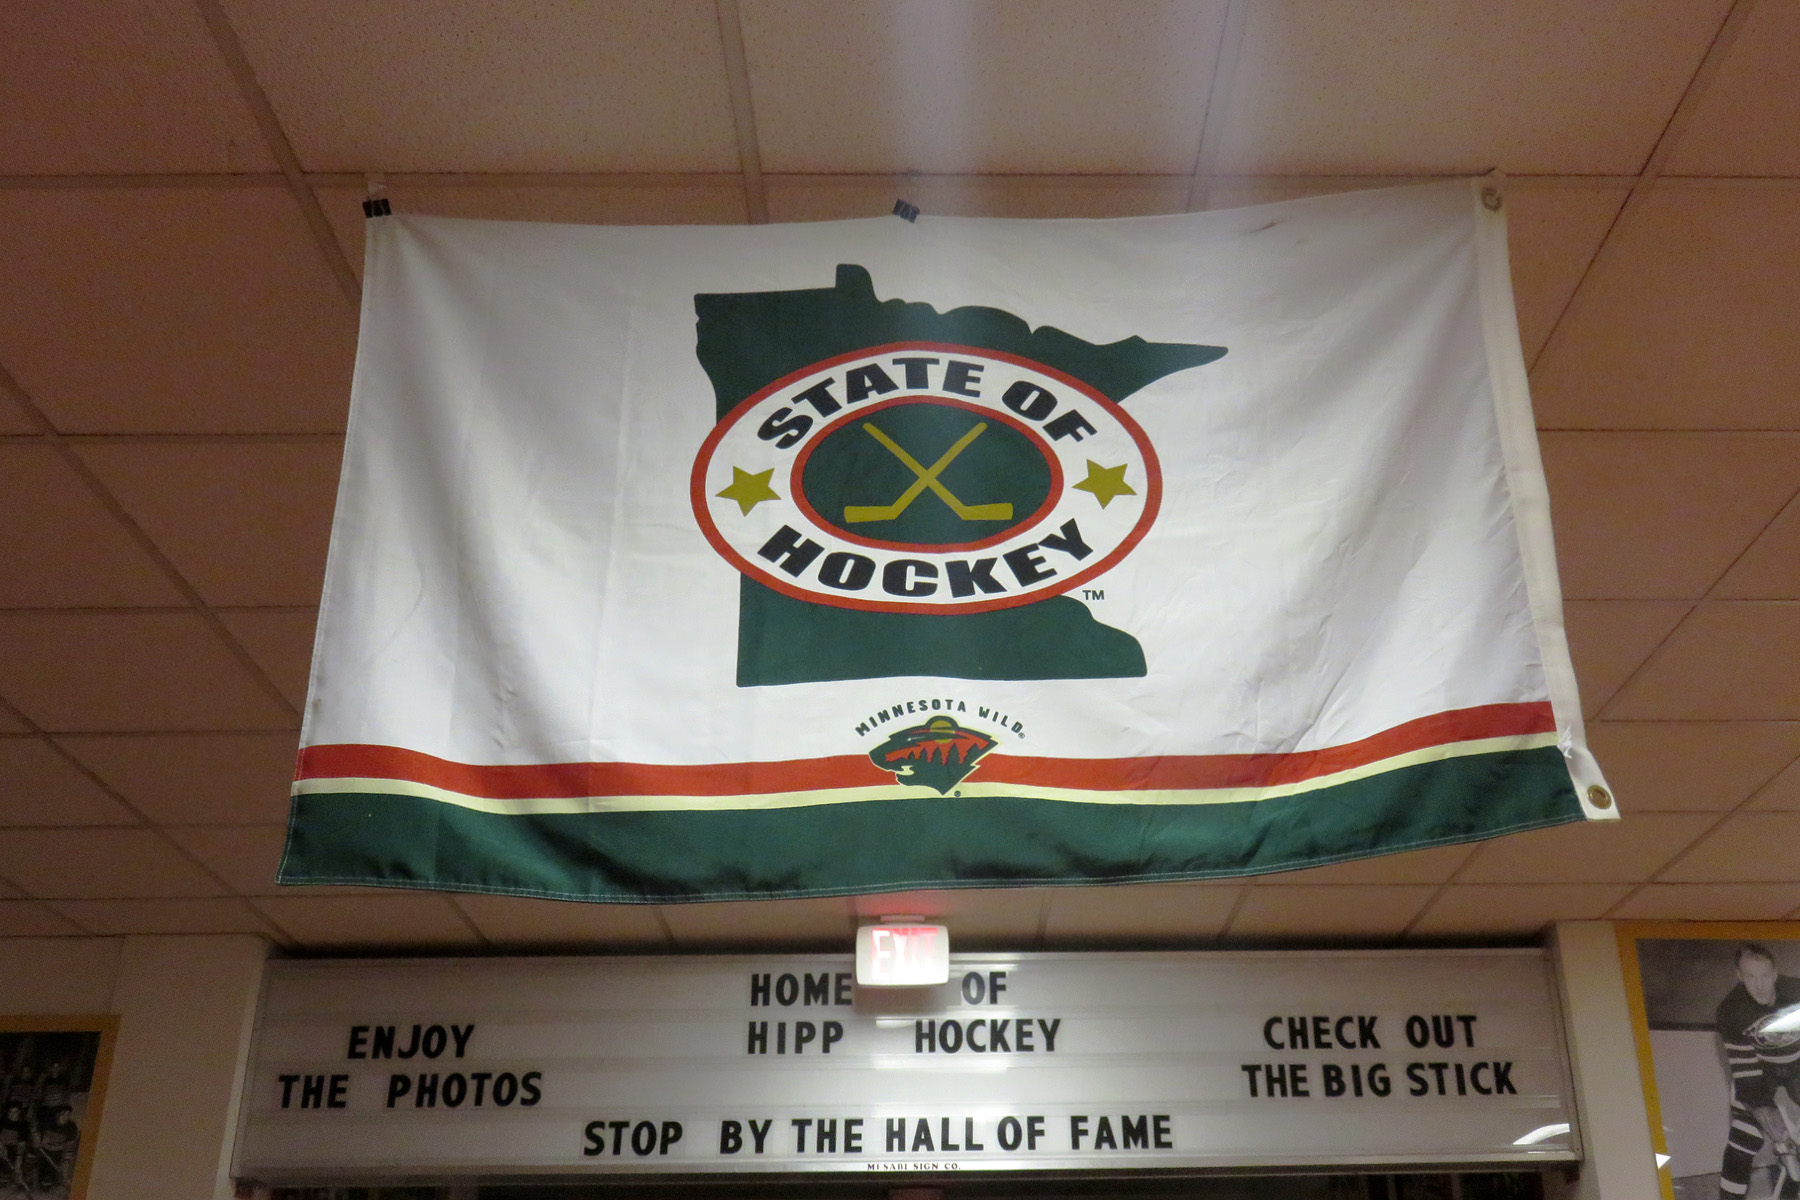 STATE OF
HOCKEY
TM
MINNESOTA WILD®
EXIT
HOME OF
HIPP HOCKEY
ENJOY
THE PHOTOS
CHECK OUT
THE BIG STICK
STOP BY THE HALL OF FAME
MESABI SIGN CO.